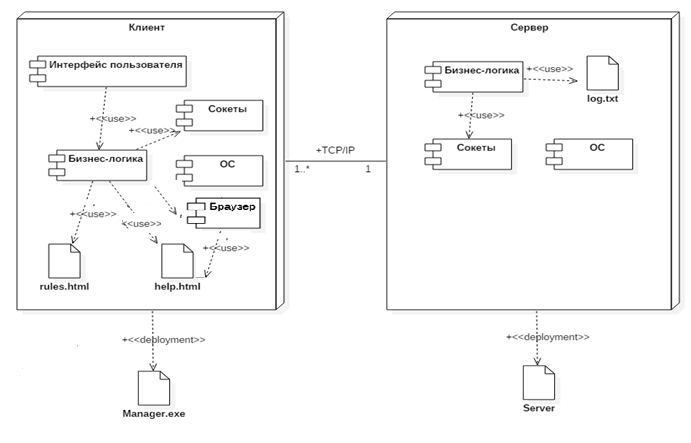 Клиент
Интерфейс пользователя
+<<use>>
Сокеты
+<<use>>
Бизнес-логика
ОС
Браузер
+<<use>>
<<use>>
+<<use>>
rules.html
help.html
+<<deployment>>
Manager.exe
+TCP/IP
1..*
1
Сервер
Бизнес-логика
+<<use>>
log.txt
+<<use>>
Сокеты
ОС
+<<deployment>>
Server